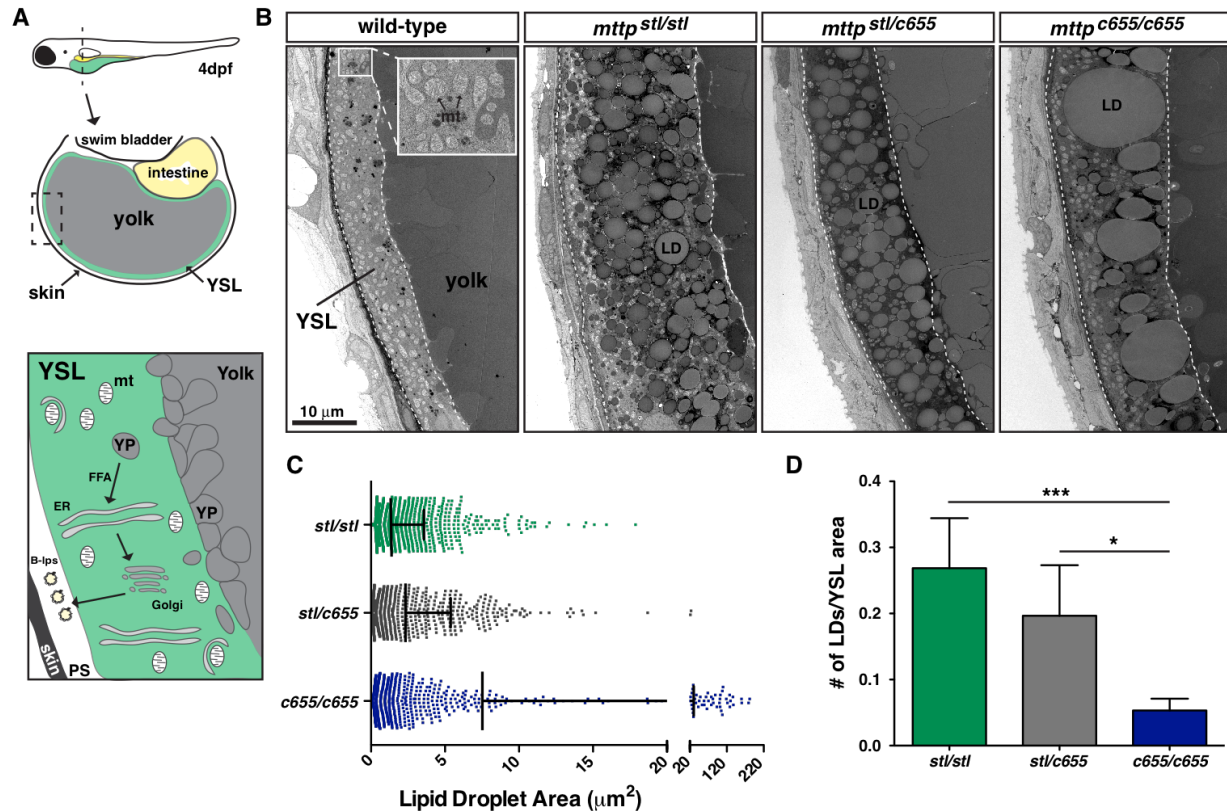 A
4dpf
swim bladder
intestine
yolk
skin
YSL
YSL
mt
Yolk
YP
FFA
ER
YP
B-lps
Golgi
skin
PS
B
wild-type
mttp stl/stl
mttp stl/c655
mttp c655/c655
mt
YSL
yolk
10 μm
LD
LD
LD
C
stl/stl
stl/c655
c655/c655
0
5
10
15
20
20
120
220
Lipid Droplet Area (μm²)
D
# of LDs/YSL area
0.4
0.3
0.2
0.1
0.0
***
*
stl/stl
stl/c655
c655/c655